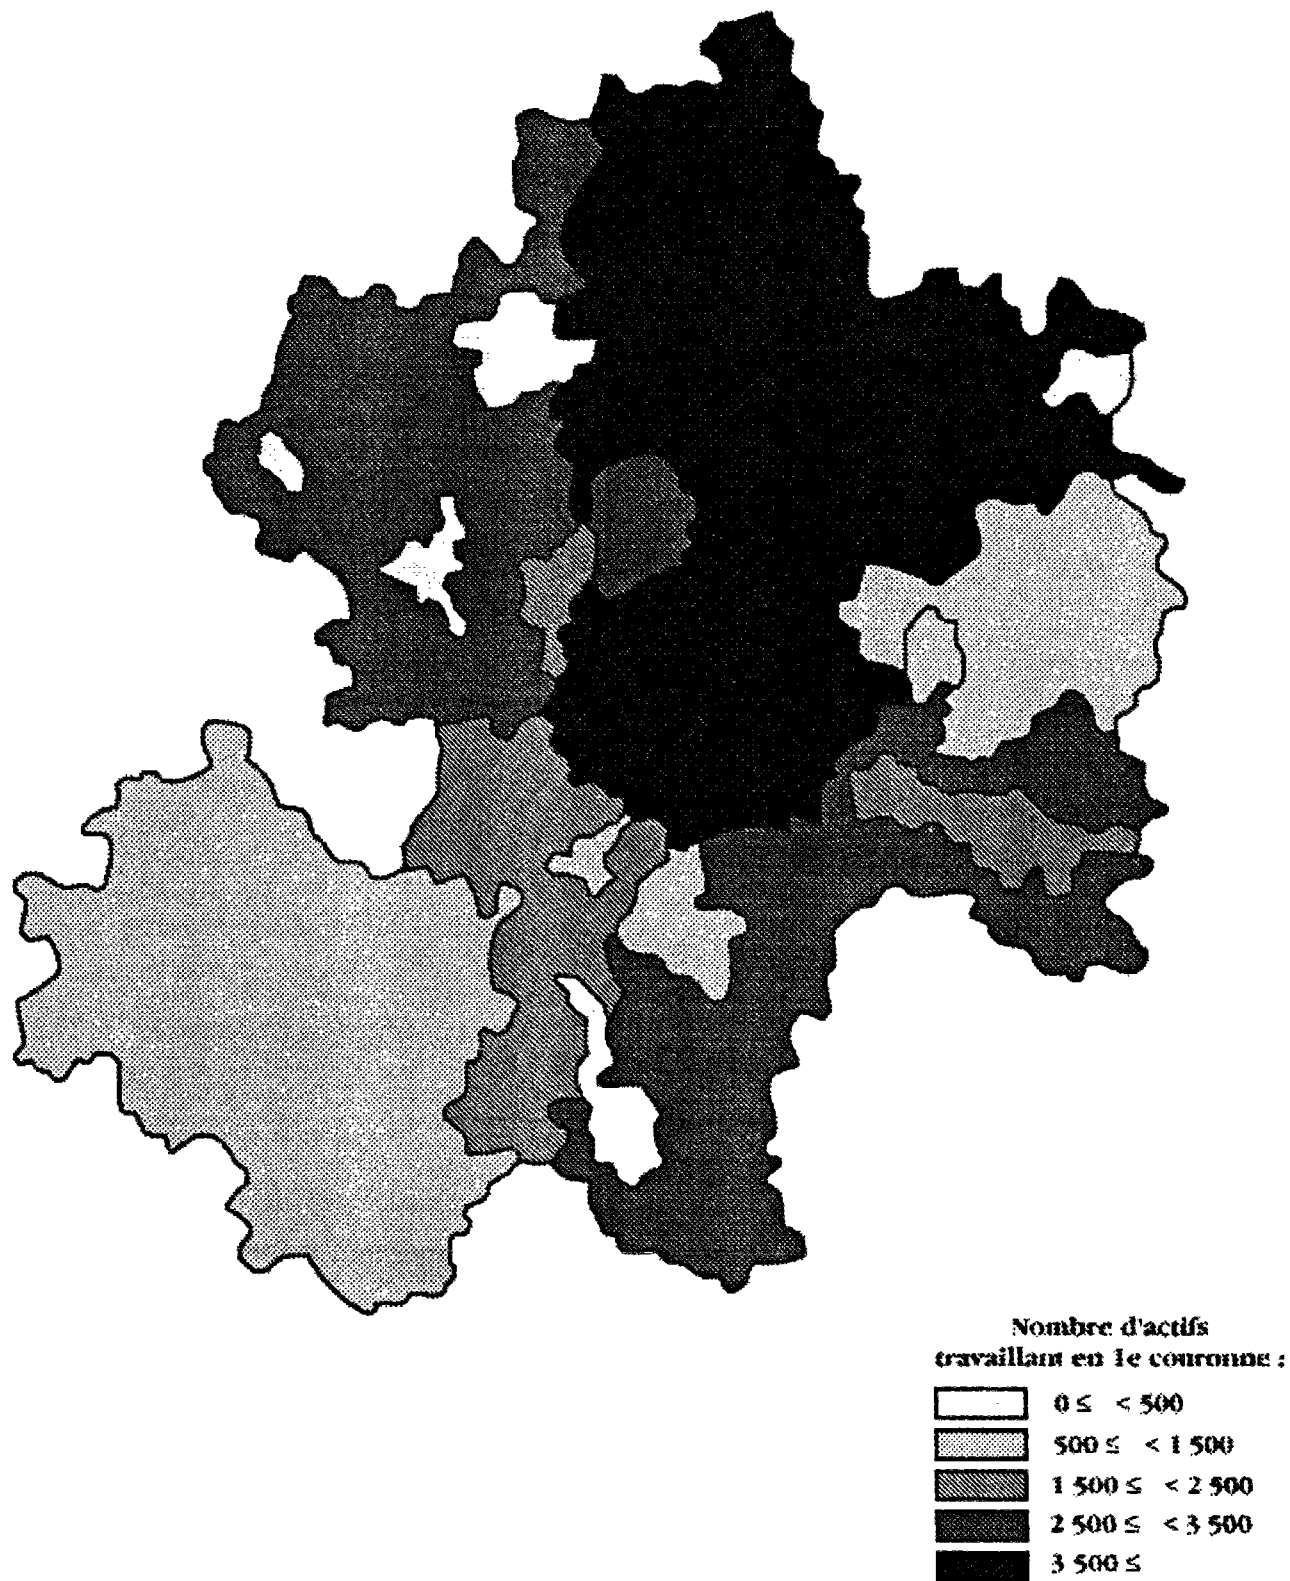 Nombre d'actifs
travaillant en 1e couronne :
0 ≤ < 500
500 ≤ < 1 500
1 500 ≤ < 2 500
2 500 ≤ < 3 500
3 500 ≤